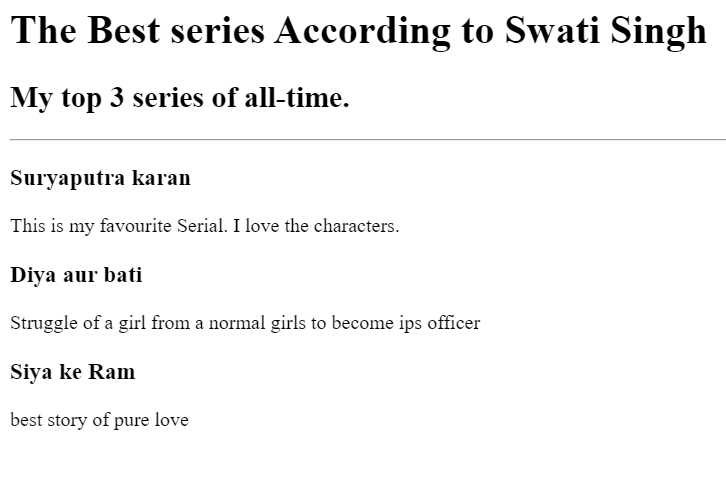 The Best series According to Swati Singh
My top 3 series of all-time.
Suryaputra karan
This is my favourite Serial. I love the characters.
Diya aur bati
Struggle of a girl from a normal girls to become ips officer
Siya ke Ram
best story of pure love